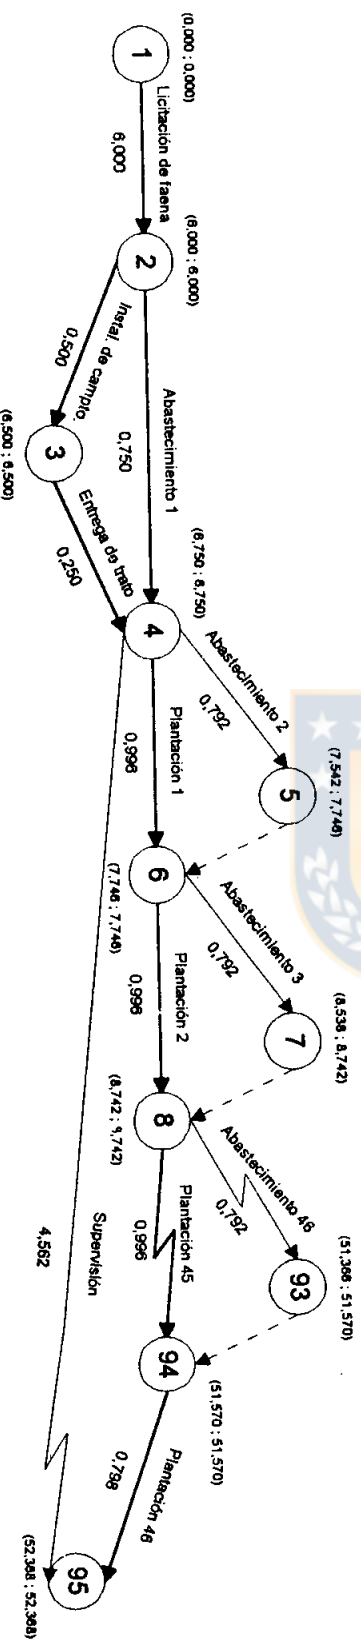 (0,000 ; 0,000)
1
Licitación de faena
6,000
(6,000 ; 6,000)
2
Instal. de campto.
0,500
Abastecimiento 1
0,750
3
(6,500 ; 6,500)
Entrega de trato
0,250
(6,750 ; 6,750)
4
Abastecimiento 2
0,792
(7,542 ; 7,746)
5
Plantación 1
0,996
6
(7,746 ; 7,746)
Abastecimiento 3
0,792
(8,538 ; 8,742)
7
Plantación 2
0,996
8
(8,742 ; 9,742)
Abastecimiento 46
0,792
(51,366 ; 51,570)
93
Plantación 45
0,996
94
(51,570 ; 51,570)
Supervisión
4,562
Plantación 46
0,798
95
(52,368 ; 52,368)